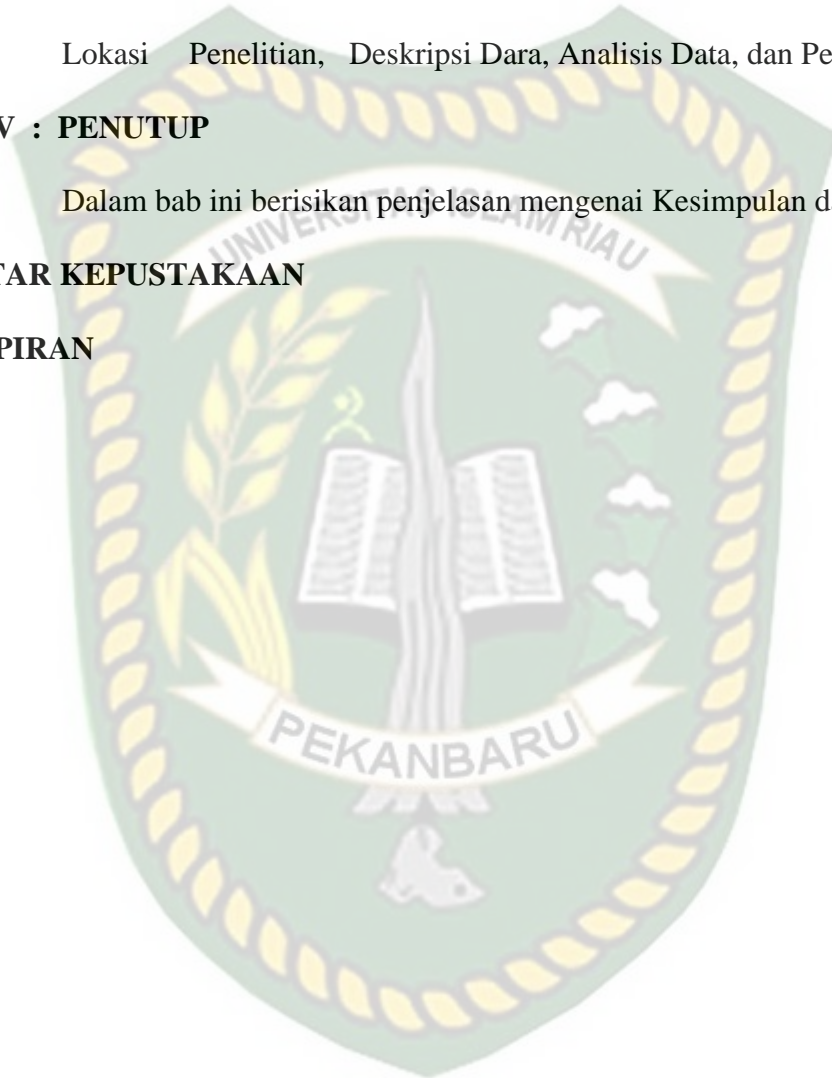 Lokasi Penelitian, Deskripsi Dara, Analisis Data, dan Pe
V : PENUTUP
Dalam bab ini berisikan penjelasan mengenai Kesimpulan d
TAR KEPUSTAKAAN
PIRAN
UNIVERSITAS ISLAM RIAU
PEKANBARU